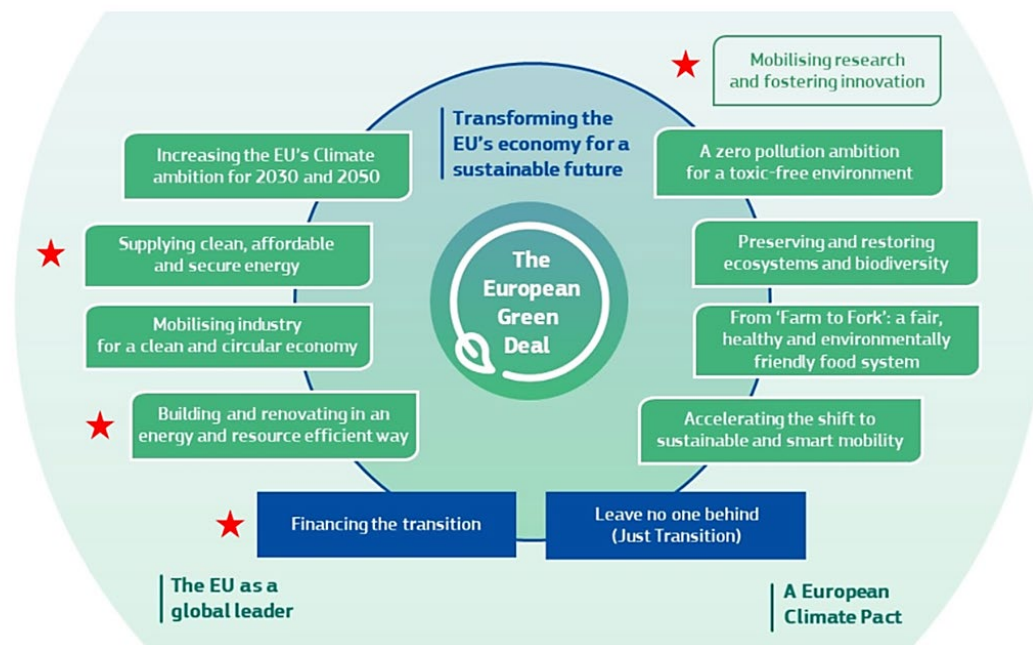 Mobilising research
and fostering innovation
Transforming the
EU's economy for a
sustainable future
Increasing the EU's Climate
ambition for 2030 and 2050
A zero pollution ambition
for a toxic-free environment
Supplying clean, affordable
and secure energy
Preserving and restoring
ecosystems and biodiversity
The
European
Green
Deal
Mobilising industry
for a clean and circular economy
From ‘Farm to Fork’: a fair,
healthy and environmentally
friendly food system
Building and renovating in an
energy and resource efficient way
Accelerating the shift to
sustainable and smart mobility
Financing the transition
Leave no one behind
(Just Transition)
The EU as a
global leader
A European
Climate Pact